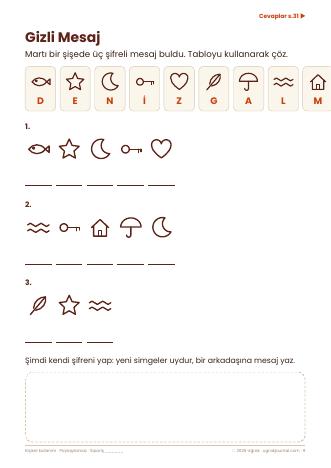 Cevaplar s.31 ▶
Gizli Mesaj
Martı bir şişede üç şifreli mesaj buldu. Tabloyu kullanarak çöz.
D E N İ Z G A L M
1.
2.
3.
Şimdi kendi şifreni yap: yeni simgeler uydur, bir arkadaşına mesaj yaz.